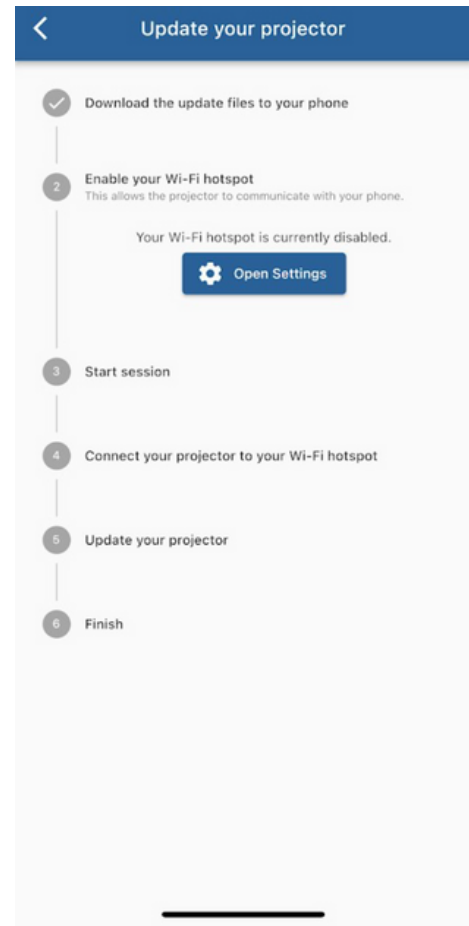 Update your projector
Download the update files to your phone
2
Enable your Wi-Fi hotspot
This allows the projector to communicate with your phone.
Your Wi-Fi hotspot is currently disabled.
Open Settings
3
Start session
4
Connect your projector to your Wi-Fi hotspot
5
Update your projector
6
Finish